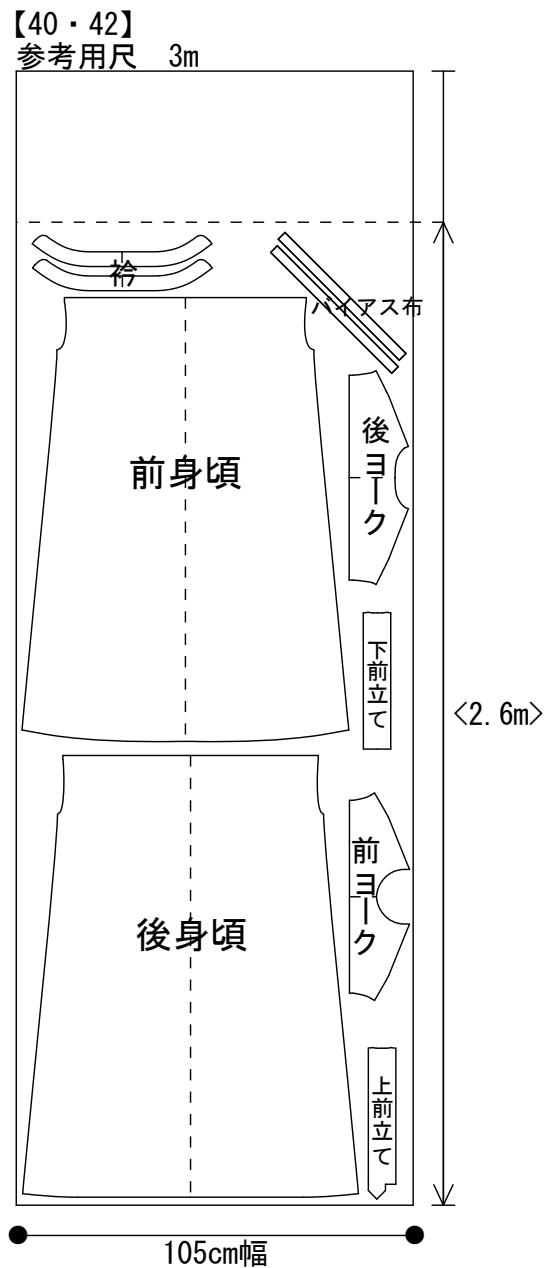 【40・42】
参考用尺　3m
衿
バイアス布
前身頃
後ヨーク
下前立て
<2.6m>
後身頃
前ヨーク
上前立て
105cm幅